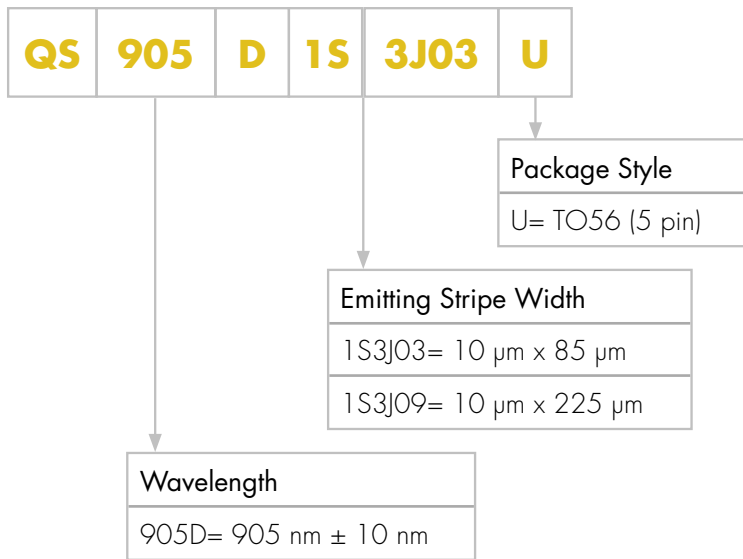 QS 905 D 1S 3J03 U
Package Style
U= TO56 (5 pin)
Emitting Stripe Width
1S3J03= 10 µm x 85 µm
1S3J09= 10 µm x 225 µm
Wavelength
905D= 905 nm ± 10 nm